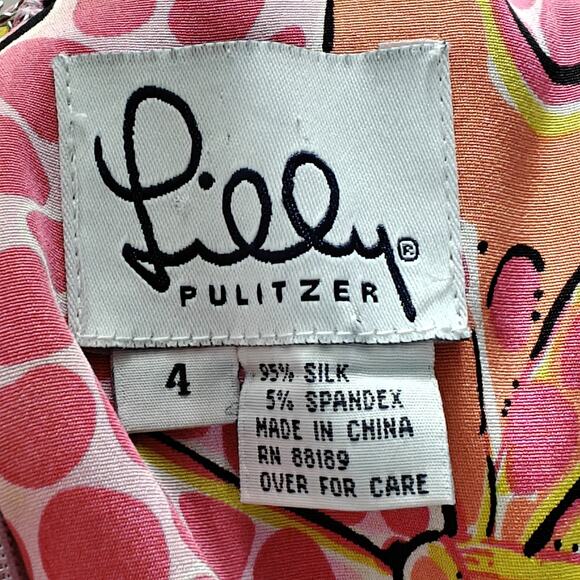 Lilly®
PULITZER
4
95% SILK
5% SPANDEX
MADE IN CHINA
RN 88189
OVER FOR CARE